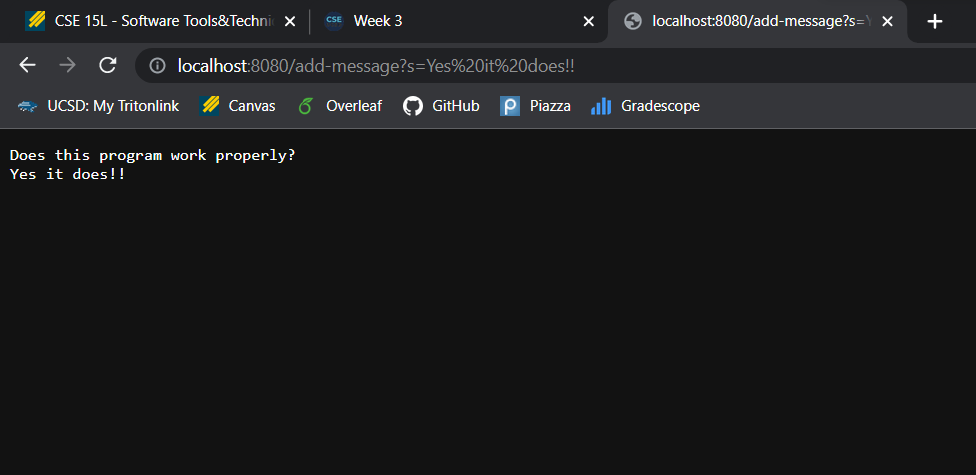 CSE 15L - Software Tools&Techni
CSE Week 3
localhost:8080/add-message?s=Y
localhost:8080/add-message?s=Yes%20it%20does!!
UCSD: My Tritonlink Canvas Overleaf GitHub Piazza Gradescope
Does this program work properly?
Yes it does!!